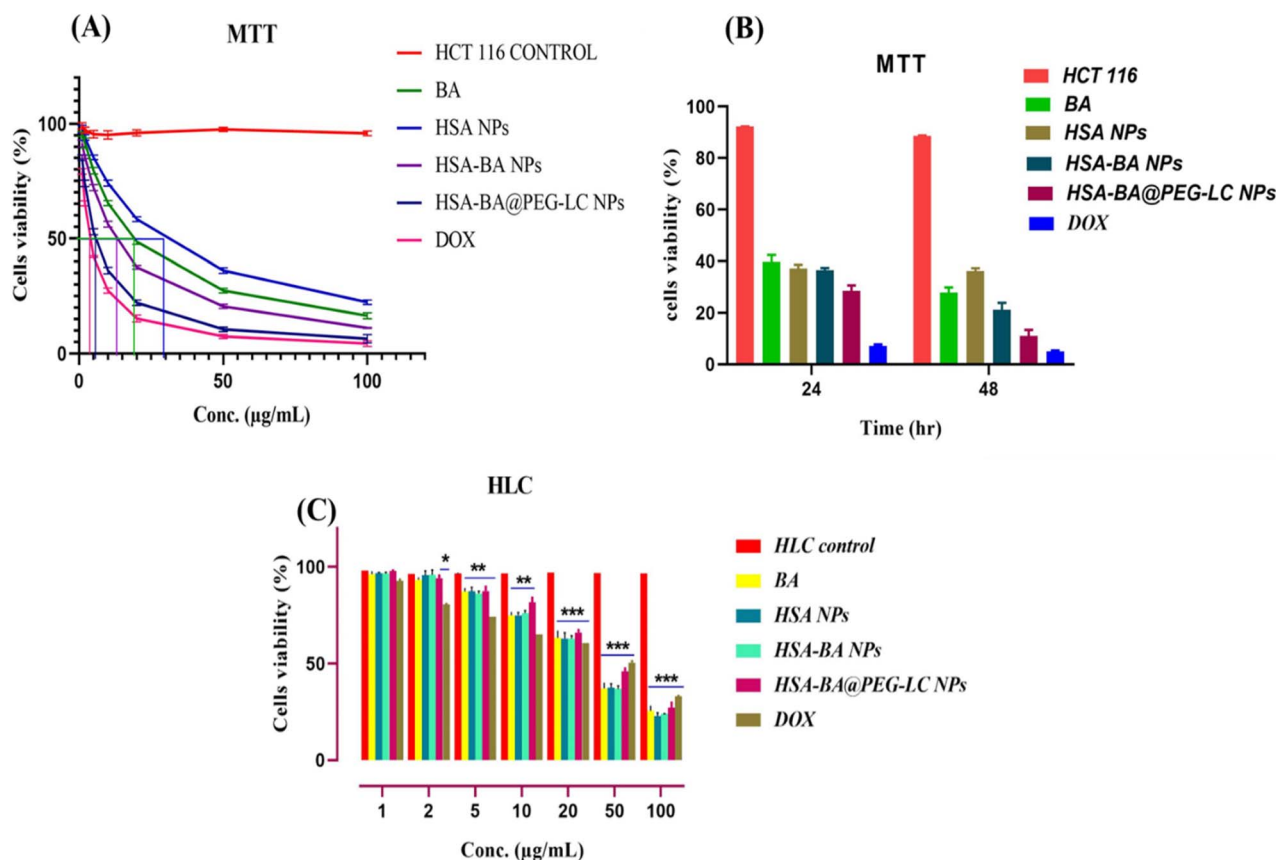 (A)
MTT
Cells viability (%)
100
50
0
0
50
100
Conc. (μg/mL)
HCT 116 CONTROL
BA
HSA NPs
HSA-BA NPs
HSA-BA@PEG-LC NPs
DOX
(B)
MTT
cells viability (%)
100
80
60
40
20
0
24
48
Time (hr)
HCT 116
BA
HSA NPs
HSA-BA NPs
HSA-BA@PEG-LC NPs
DOX
(C)
HLC
Cells viability (%)
100
50
0
*
**
**
***
***
***
1 2 5 10 20 50 100
Conc. (μg/mL)
HLC control
BA
HSA NPs
HSA-BA NPs
HSA-BA@PEG-LC NPs
DOX